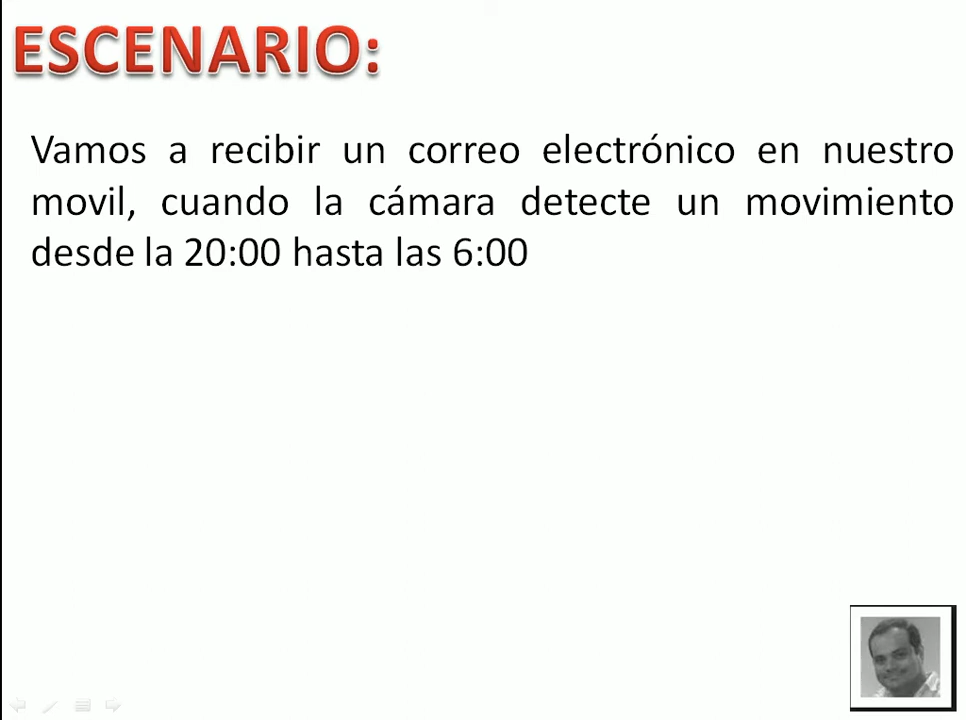 ESCENARIO:
Vamos a recibir un correo electrónico en nuestro
movil, cuando la cámara detecte un movimiento
desde la 20:00 hasta las 6:00